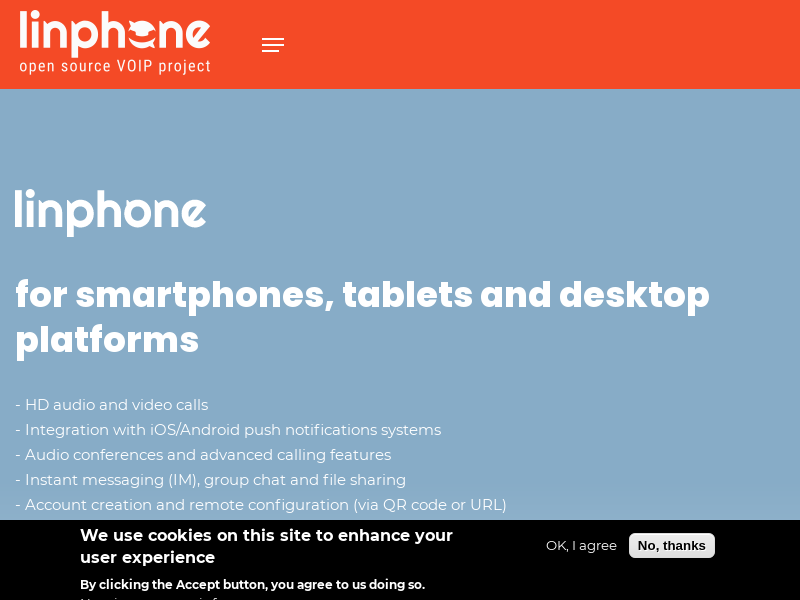 linphone
open source VOIP project
linphone
for smartphones, tablets and desktop
platforms
- HD audio and video calls
- Integration with iOS/Android push notifications systems
- Audio conferences and advanced calling features
- Instant messaging (IM), group chat and file sharing
- Account creation and remote configuration (via QR code or URL)
We use cookies on this site to enhance your
user experience
OK, I agree
No, thanks
By clicking the Accept button, you agree to us doing so.